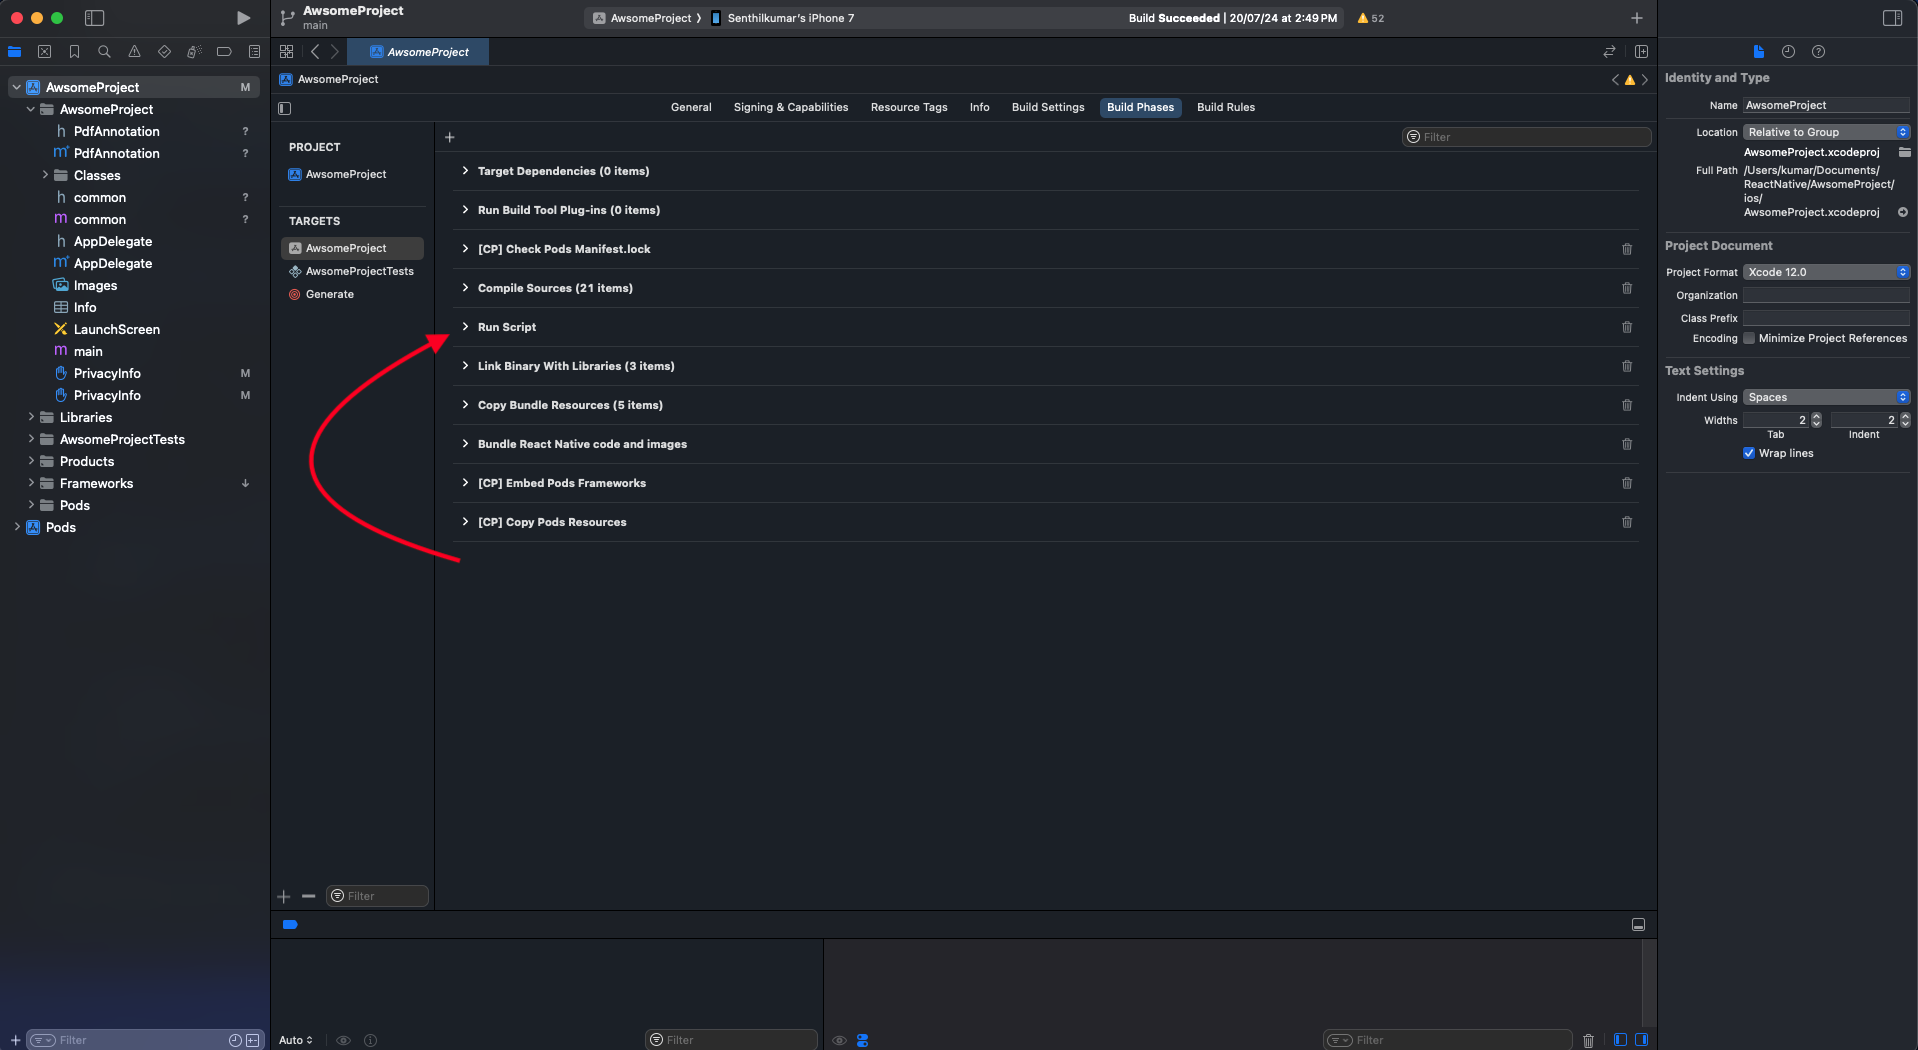 AwsomeProject
main
AwsomeProject
Senthilkumar's iPhone 7
Build Succeeded | 20/07/24 at 2:49 PM
52
AwsomeProject
AwsomeProject
General
Signing & Capabilities
Resource Tags
Info
Build Settings
Build Phases
Build Rules
AwsomeProject M
AwsomeProject
h PdfAnnotation ?
m PdfAnnotation ?
Classes
h common ?
m common ?
h AppDelegate
m AppDelegate
Images
Info
LaunchScreen
m main
PrivacyInfo M
PrivacyInfo M
Libraries
AwsomeProjectTests
Products
Frameworks
Pods
Pods
Filter
PROJECT
AwsomeProject
TARGETS
AwsomeProject
AwsomeProjectTests
Generate
Filter
Filter
Target Dependencies (0 items)
Run Build Tool Plug-ins (0 items)
[CP] Check Pods Manifest.lock
Compile Sources (21 items)
Run Script
Link Binary With Libraries (3 items)
Copy Bundle Resources (5 items)
Bundle React Native code and images
[CP] Embed Pods Frameworks
[CP] Copy Pods Resources
Auto
Filter
Filter
Identity and Type
Name AwsomeProject
Location Relative to Group
AwsomeProject.xcodeproj
Full Path /Users/kumar/Documents/
ReactNative/AwsomeProject/
ios/
AwsomeProject.xcodeproj
Project Document
Project Format Xcode 12.0
Organization
Class Prefix
Encoding Minimize Project References
Text Settings
Indent Using Spaces
Widths 2 2
Tab Indent
Wrap lines